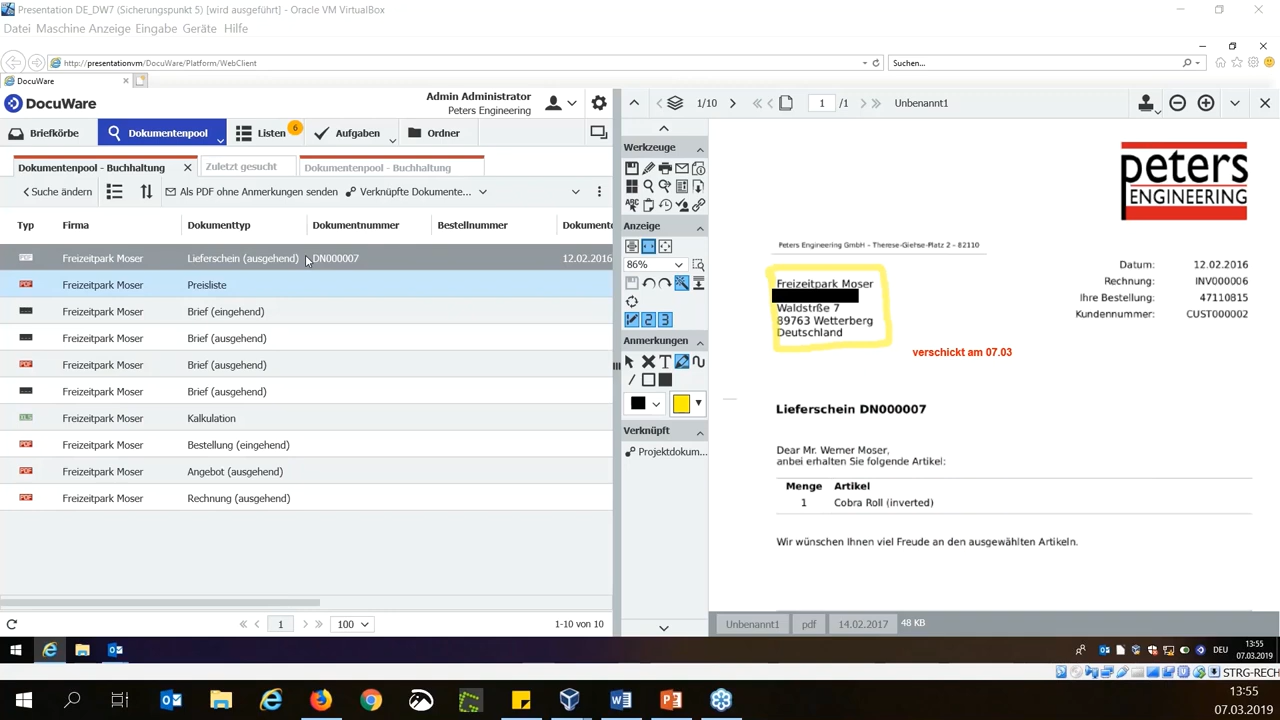 Presentation DE_DW7 (Sicherungspunkt 5) [wird ausgeführt] - Oracle VM VirtualBox
Datei Maschine Anzeige Eingabe Geräte Hilfe
http://presentationvm/DocuWare/Platform/WebClient
Suchen...
DocuWare
DocuWare
Admin Administrator
Peters Engineering
Briefkörbe
Dokumentenpool
Listen 6
Aufgaben
Ordner
Dokumentenpool - Buchhaltung
Zuletzt gesucht
Dokumentenpool - Buchhaltung
Suche ändern
Als PDF ohne Anmerkungen senden
Verknüpfte Dokumente...
Typ Firma Dokumenttyp Dokumentnummer Bestellnummer Dokumente
Freizeitpark Moser Lieferschein (ausgehend) DN000007 12.02.2016
PDF Freizeitpark Moser Preisliste
Freizeitpark Moser Brief (eingehend)
Freizeitpark Moser Brief (ausgehend)
PDF Freizeitpark Moser Brief (ausgehend)
Freizeitpark Moser Brief (ausgehend)
Freizeitpark Moser Kalkulation
PDF Freizeitpark Moser Bestellung (eingehend)
PDF Freizeitpark Moser Angebot (ausgehend)
PDF Freizeitpark Moser Rechnung (ausgehend)
1
100
1-10 von 10
1/10
1 /1
Unbenannt1
Werkzeuge
Anzeige
86%
2 3
Anmerkungen
T
Verknüpft
Projektdokum...
peters
ENGINEERING
Peters Engineering GmbH – Therese-Giehse-Platz 2 – 82110
Datum: 12.02.2016
Rechnung: INV000006
Ihre Bestellung: 47110815
Kundennummer: CUST000002
Freizeitpark Moser
Waldstrße 7
89763 Wetterberg
Deutschland
verschickt am 07.03
Lieferschein DN000007
Dear Mr. Werner Moser,
anbei erhalten Sie folgende Artikel:
Menge Artikel
1 Cobra Roll (inverted)
Wir wünschen Ihnen viel Freude an den ausgewählten Artikeln.
Unbenannt1 pdf 14.02.2017 48 KB
DEU
13:55
07.03.2019
STRG-RECH
13:55
07.03.2019